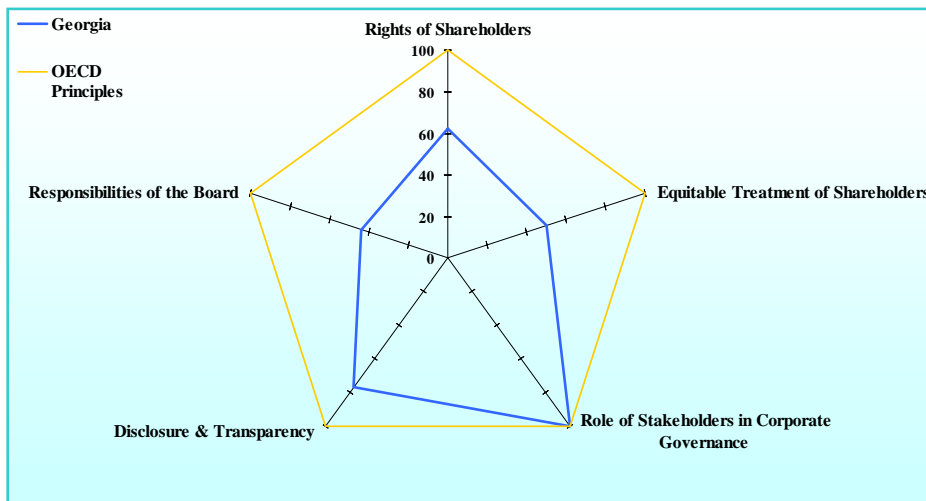 Georgia
OECD
Principles
Rights of Shareholders
100
80
60
40
20
0
Responsibilities of the Board
Equitable Treatment of Shareholders
Disclosure & Transparency
Role of Stakeholders in Corporate
Governance